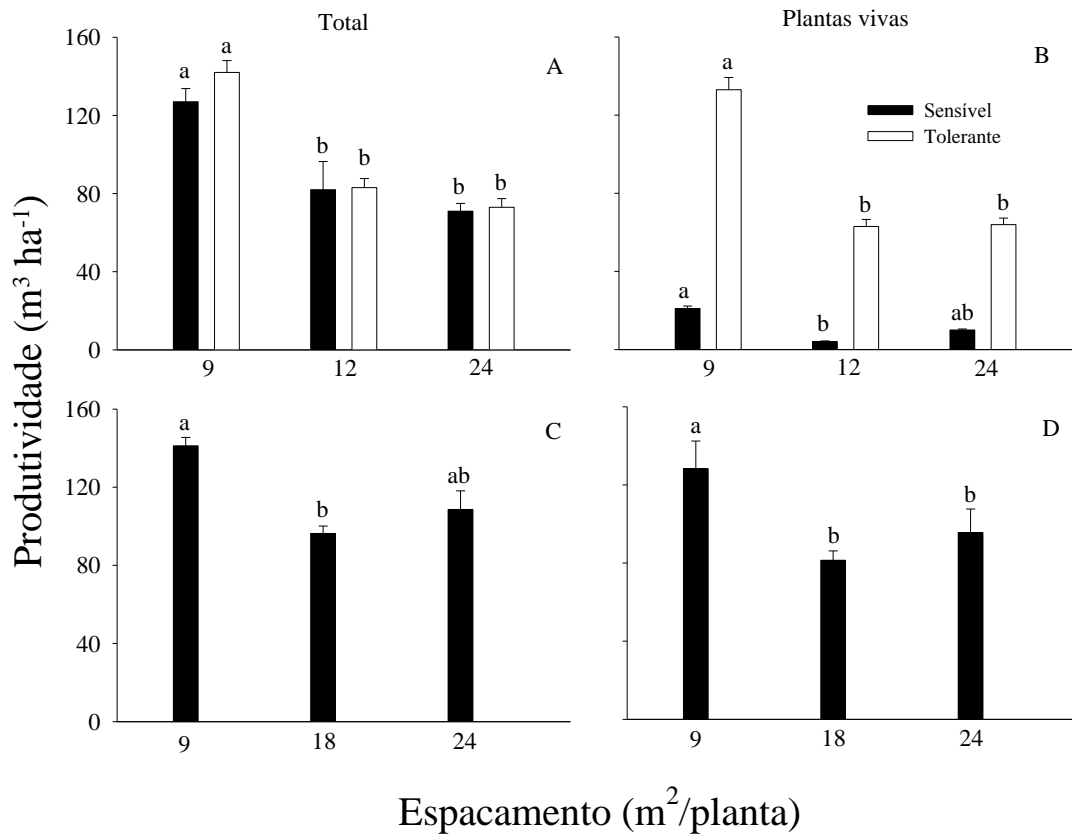 Total
Plantas vivas
160
120
80
40
0
a
a
b
b
b
b
A
9
12
24
a
a
b
b
ab
b
B
Sensível
Tolerante
9
12
24
160
120
80
40
0
a
b
ab
C
9
18
24
a
b
b
D
9
18
24
Produtividade (m³ ha⁻¹)
Espacamento (m²/planta)